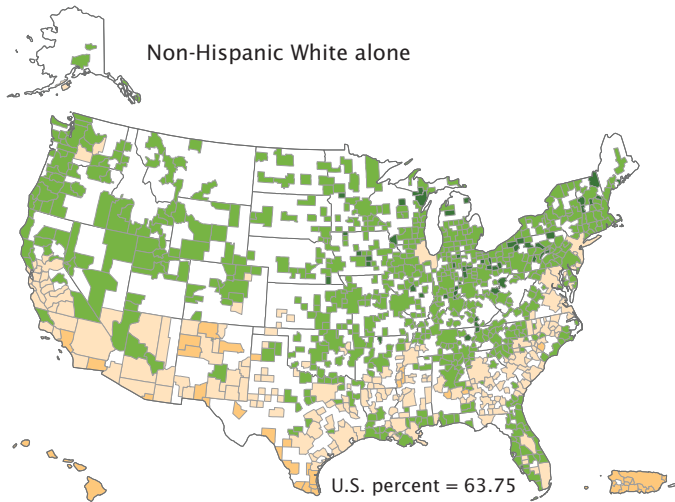 Non-Hispanic White alone
U.S. percent = 63.75